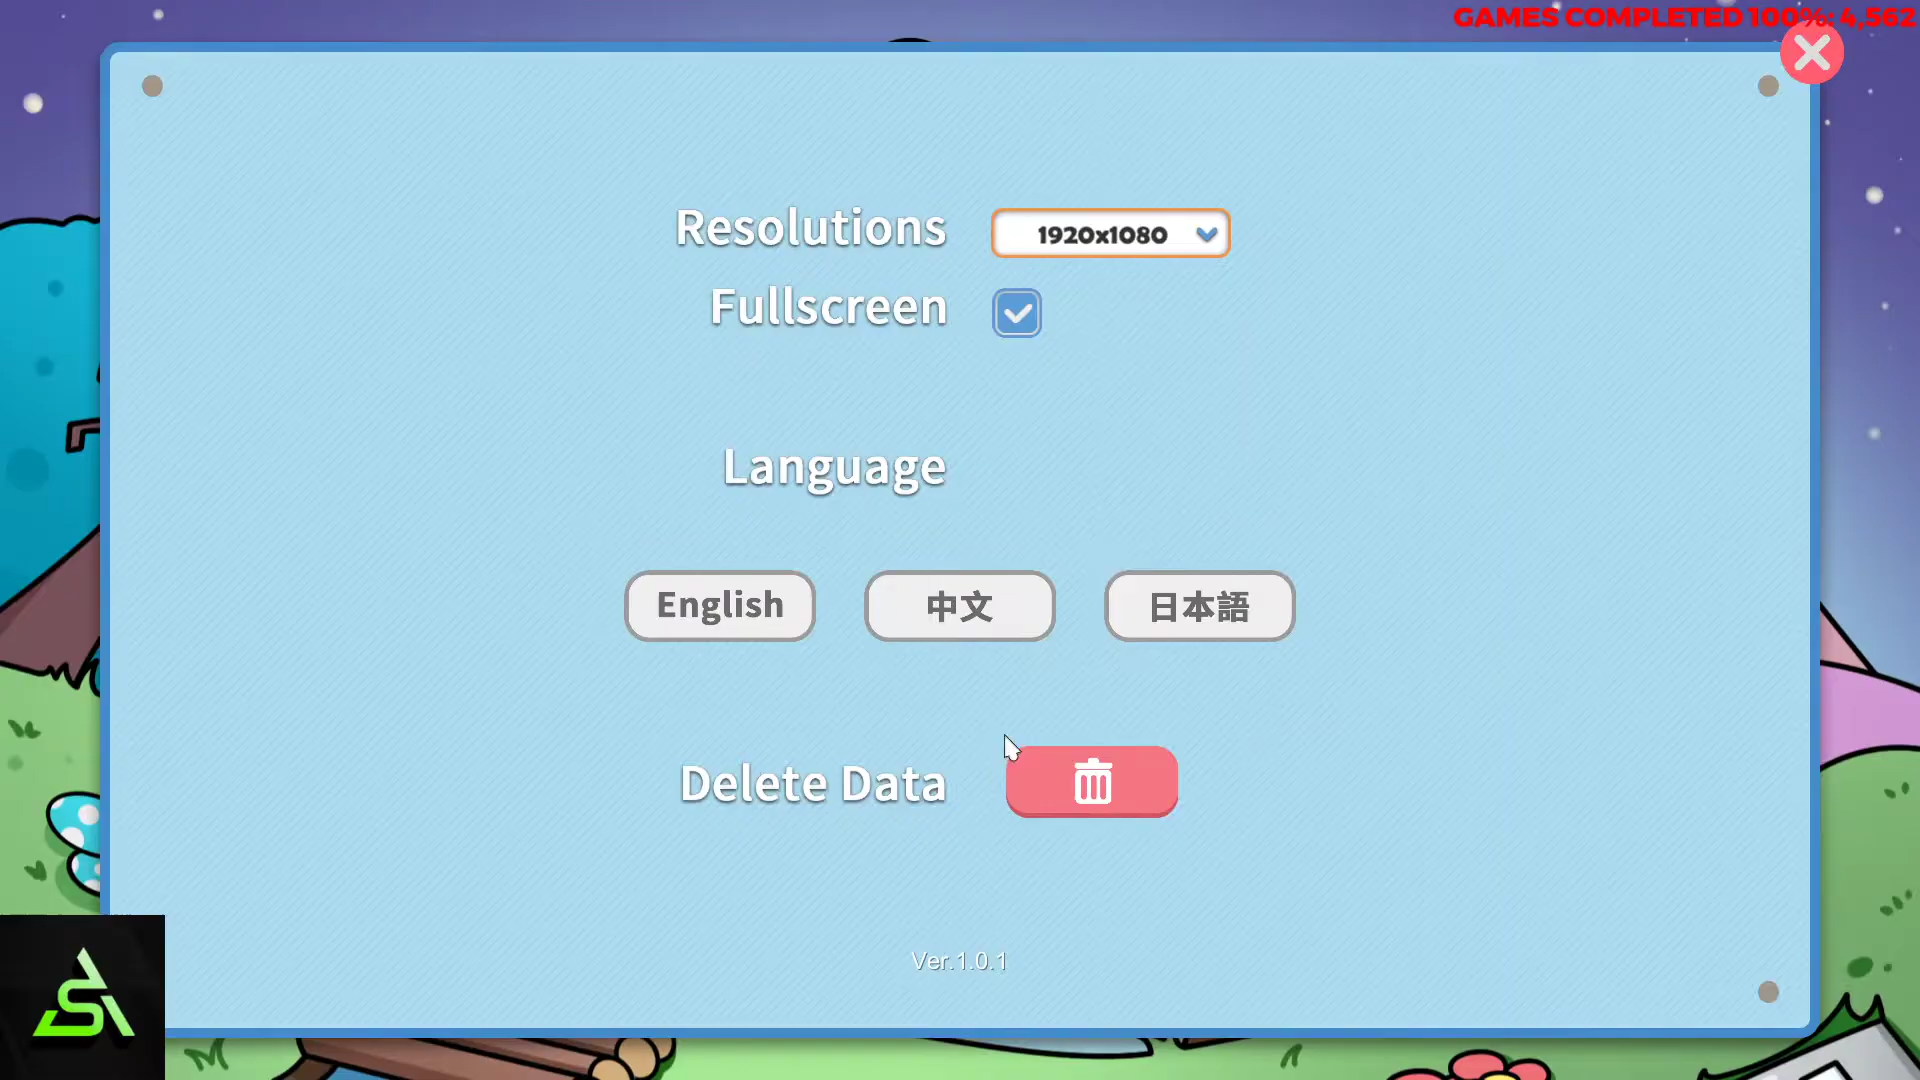 GAMES COMPLETED 100%: 4,562
Resolutions 1920x1080
Fullscreen
Language
English 中文 日本語
Delete Data
Ver.1.0.1